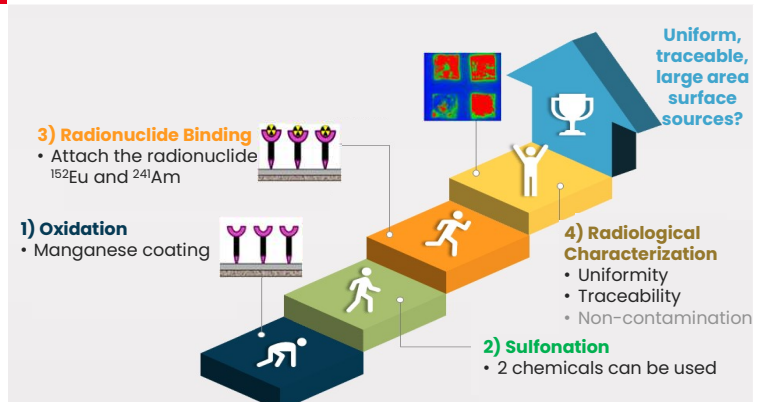 Uniform,
traceable,
large area
surface
sources?
3) Radionuclide Binding
• Attach the radionuclide
¹⁵²Eu and ²⁴¹Am
1) Oxidation
• Manganese coating
4) Radiological
Characterization
• Uniformity
• Traceability
• Non-contamination
2) Sulfonation
• 2 chemicals can be used